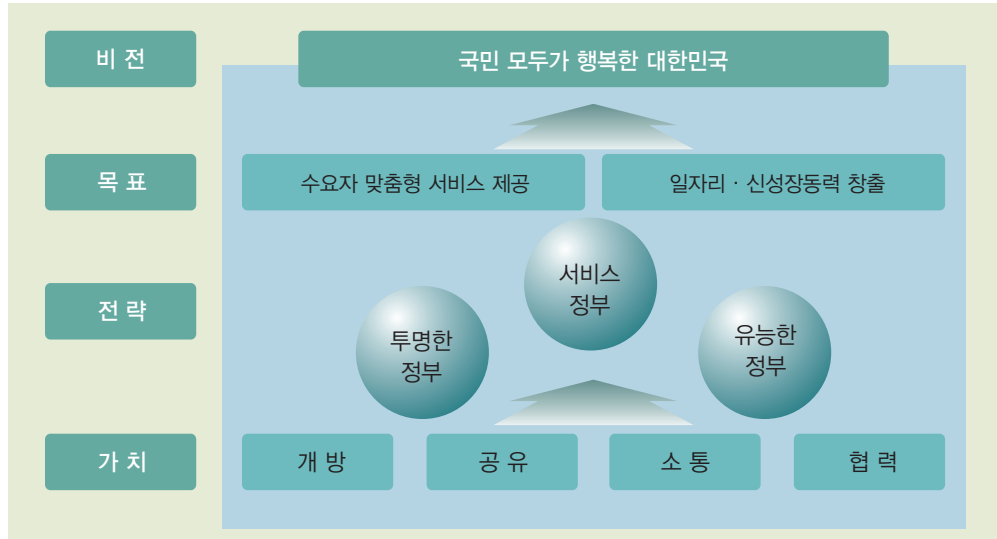 비 전
국민 모두가 행복한 대한민국
목 표
수요자 맞춤형 서비스 제공
일자리 · 신성장동력 창출
전 략
서비스
정부
투명한
정부
유능한
정부
가 치
개 방
공 유
소 통
협 력